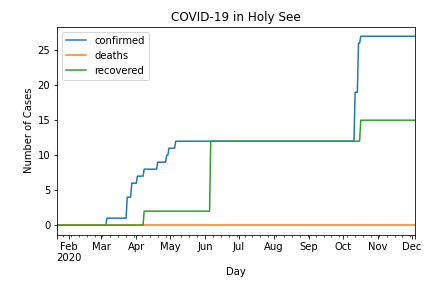 COVID-19 in Holy See
confirmed
deaths
recovered
Number of Cases
25
20
15
10
5
0
Feb Mar Apr May Jun Jul Aug Sep Oct Nov Dec
2020
Day